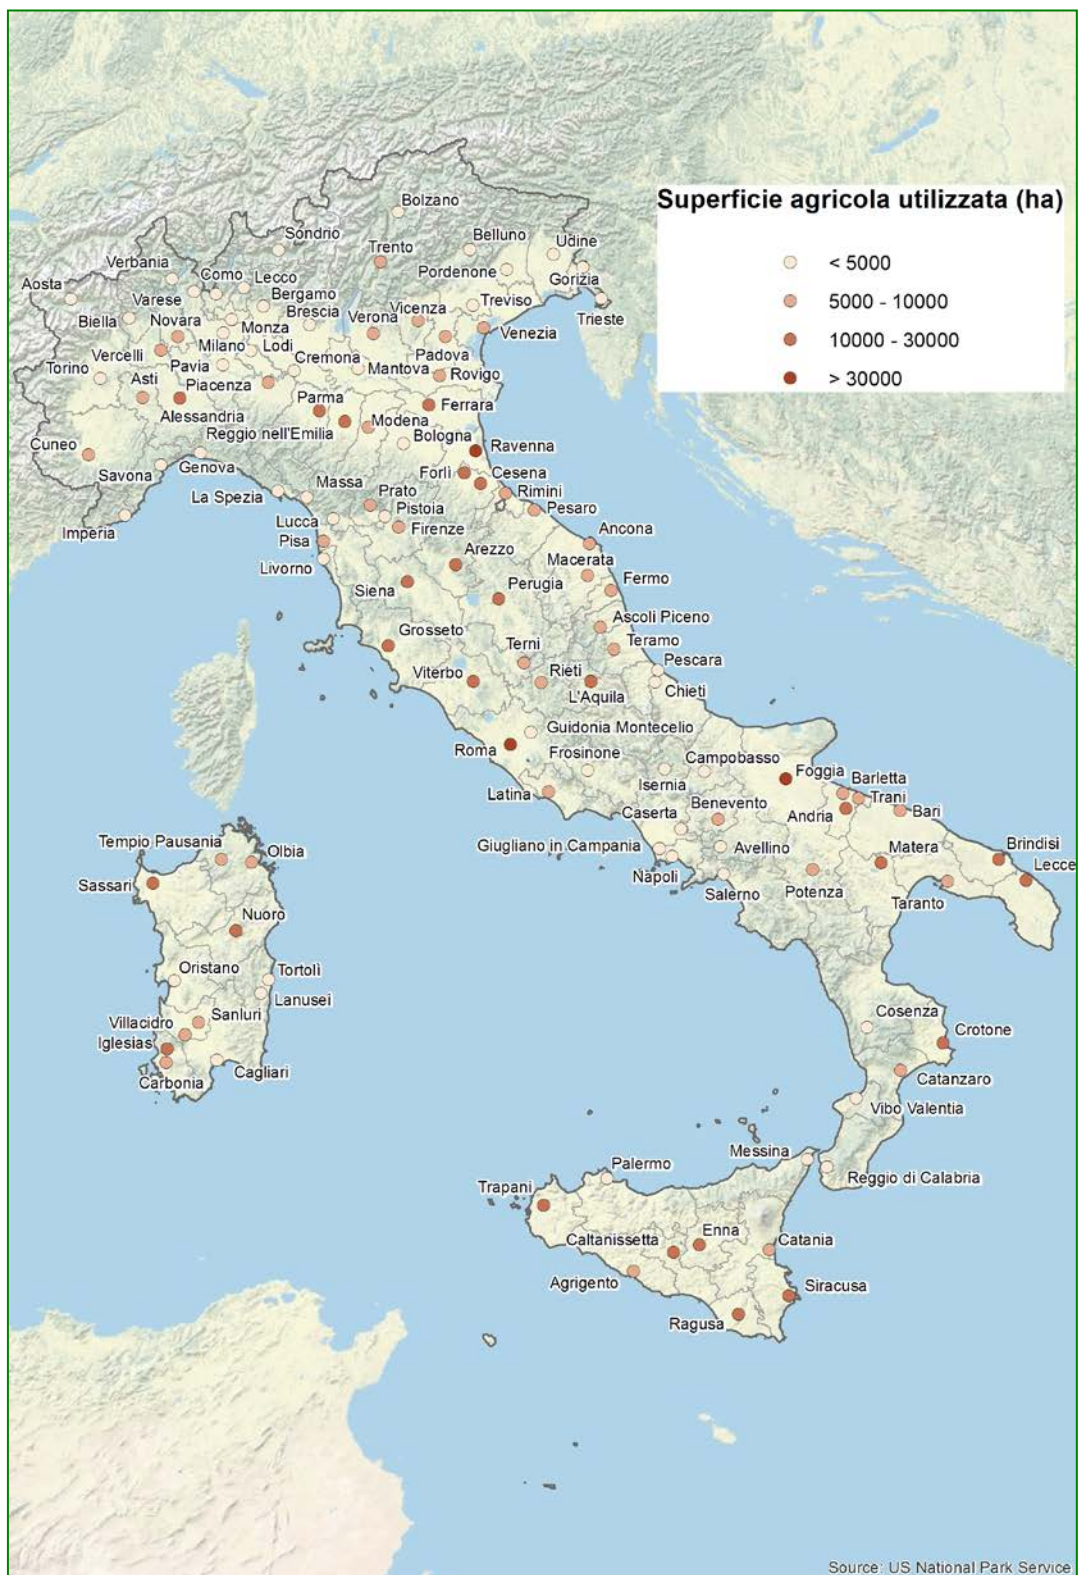 Bolzano
Superficie agricola utilizzata (ha)
< 5000
5000 - 10000
10000 - 30000
> 30000
Sondrio
Belluno
Udine
Trento
Verbania
Como
Lecco
Pordenone
Gorizia
Aosta
Varese
Bergamo
Treviso
Biella
Novara
Brescia
Verona
Vicenza
Trieste
Monza
Venezia
Vercelli
Milano
Lodi
Padova
Torino
Pavia
Cremona
Mantova
Rovigo
Asti
Piacenza
Parma
Ferrara
Alessandria
Modena
Reggio nell'Emilia
Bologna
Cuneo
Ravenna
Savona
Genova
Forlì
Cesena
La Spezia
Massa
Prato
Rimini
Pistoia
Pesaro
Imperia
Lucca
Firenze
Ancona
Pisa
Arezzo
Macerata
Livorno
Siena
Perugia
Fermo
Ascoli Piceno
Grosseto
Terni
Teramo
Viterbo
Rieti
Pescara
L'Aquila
Chieti
Guidonia Montecelio
Roma
Frosinone
Campobasso
Foggia
Isernia
Barletta
Latina
Trani
Caserta
Benevento
Andria
Bari
Giugliano in Campania
Avellino
Matera
Brindisi
Napoli
Lecce
Salerno
Potenza
Taranto
Tempio Pausania
Olbia
Sassari
Nuoro
Oristano
Tortolì
Lanusei
Villacidro
Sanluri
Iglesias
Carbonia
Cagliari
Cosenza
Crotone
Catanzaro
Vibo Valentia
Messina
Palermo
Reggio di Calabria
Trapani
Caltanissetta
Enna
Catania
Agrigento
Siracusa
Ragusa
Source: US National Park Service